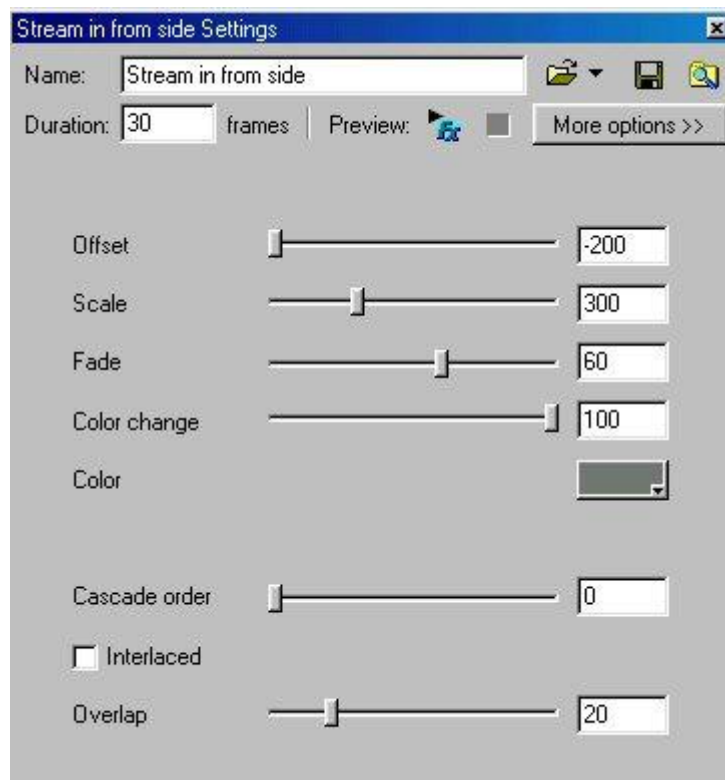 Stream in from side Settings
Name: Stream in from side
Duration: 30 frames Preview: Fx More options >>
Offset -200
Scale 300
Fade 60
Color change 100
Color
Cascade order 0
Interlaced
Overlap 20